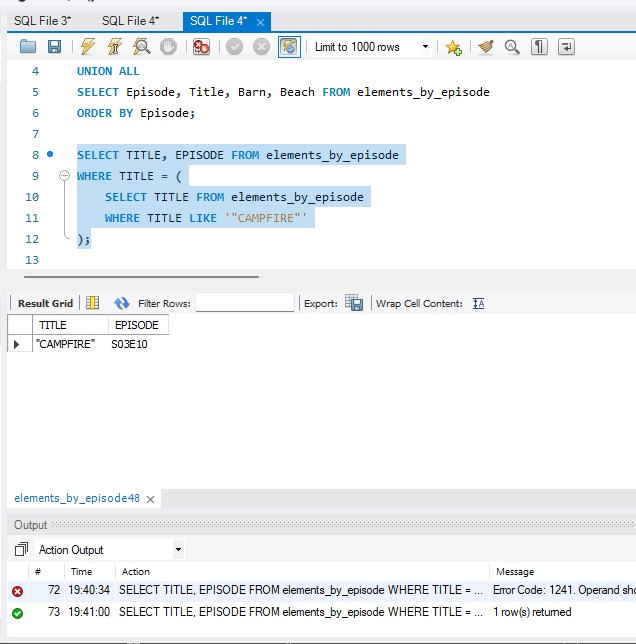 SQL File 3* SQL File 4* SQL File 4* ×
Limit to 1000 rows
4 UNION ALL
5 SELECT Episode, Title, Barn, Beach FROM elements_by_episode
6 ORDER BY Episode;
7
8 SELECT TITLE, EPISODE FROM elements_by_episode
9 WHERE TITLE = (
10 SELECT TITLE FROM elements_by_episode
11 WHERE TITLE LIKE '"CAMPFIRE"'
12 );
13
Result Grid Filter Rows: Export: Wrap Cell Content: IA
TITLE EPISODE
"CAMPFIRE" S03E10
elements_by_episode48 ×
Output
Action Output
# Time Action Message
72 19:40:34 SELECT TITLE, EPISODE FROM elements_by_episode WHERE TITLE = ... Error Code: 1241. Operand sho
73 19:41:00 SELECT TITLE, EPISODE FROM elements_by_episode WHERE TITLE = ... 1 row(s) returned